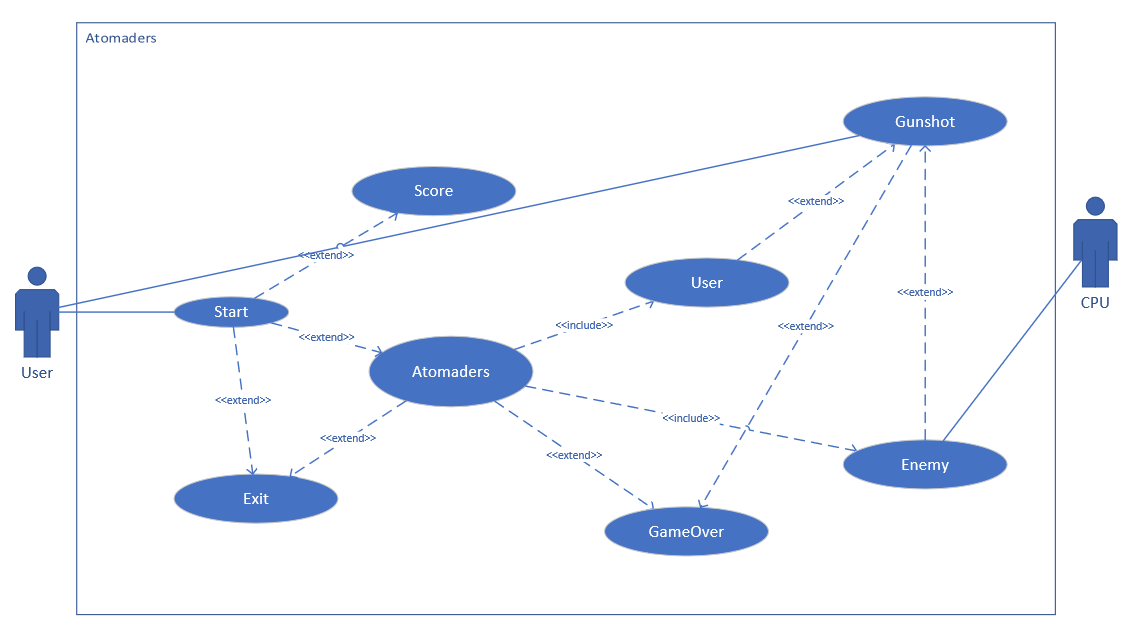 Atomaders
Gunshot
Score
<<extend>>
<<extend>>
User
<<extend>>
CPU
Start
<<include>>
<<extend>>
<<extend>>
User
Atomaders
<<extend>>
<<include>>
<<extend>>
<<extend>>
Enemy
Exit
GameOver